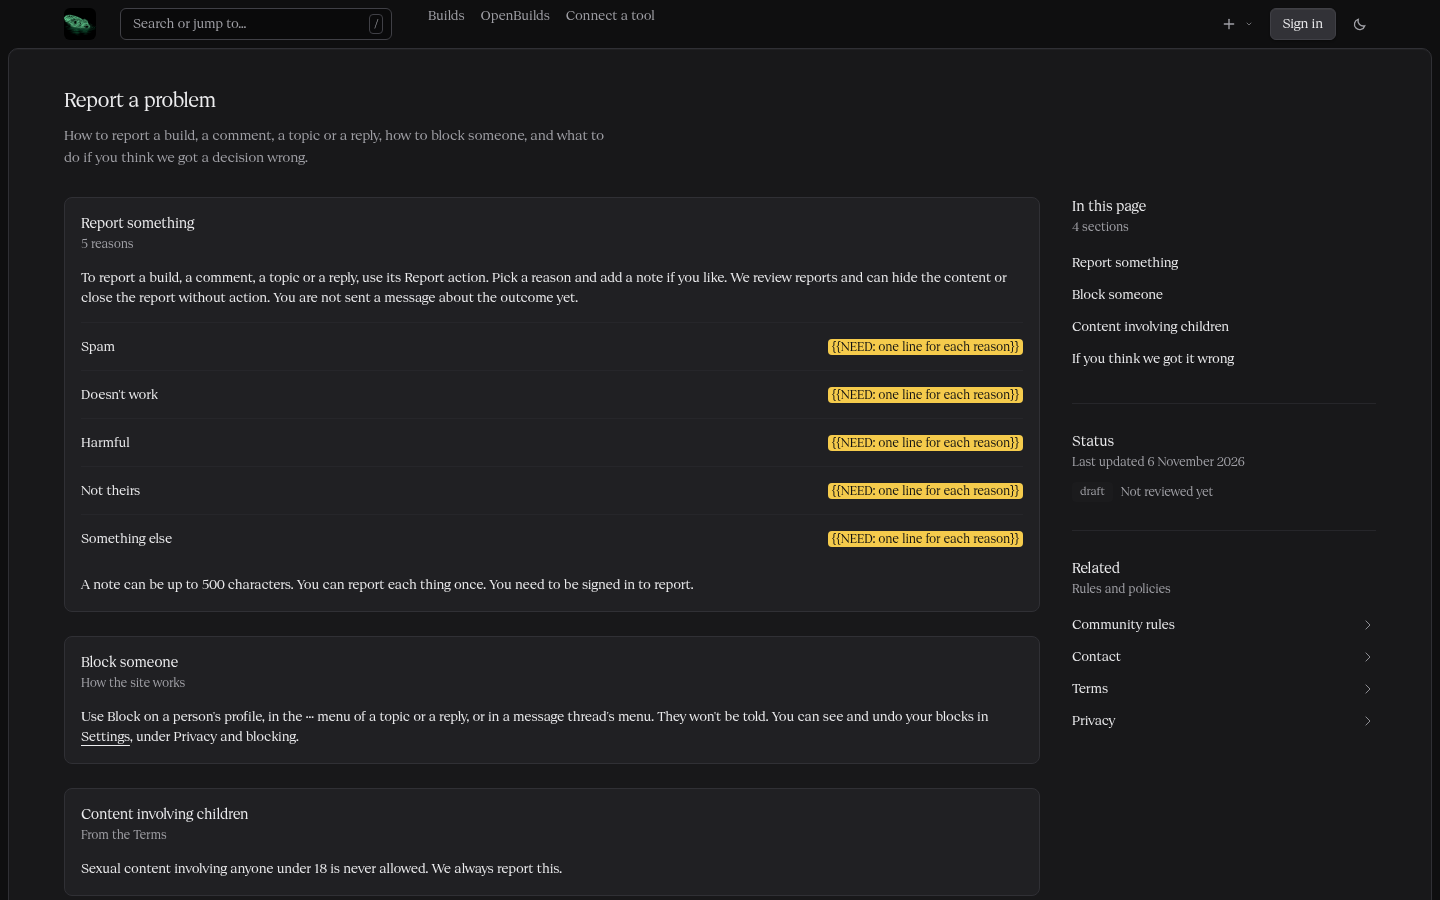 Search or jump to...
/
Builds
OpenBuilds
Connect a tool
Sign in
Report a problem
How to report a build, a comment, a topic or a reply, how to block someone, and what to
do if you think we got a decision wrong.
Report something
5 reasons
To report a build, a comment, a topic or a reply, use its Report action. Pick a reason and add a note if you like. We review reports and can hide the content or
close the report without action. You are not sent a message about the outcome yet.
Spam
{{NEED: one line for each reason}}
Doesn't work
{{NEED: one line for each reason}}
Harmful
{{NEED: one line for each reason}}
Not theirs
{{NEED: one line for each reason}}
Something else
{{NEED: one line for each reason}}
A note can be up to 500 characters. You can report each thing once. You need to be signed in to report.
Block someone
How the site works
Use Block on a person's profile, in the ··· menu of a topic or a reply, or in a message thread's menu. They won't be told. You can see and undo your blocks in
Settings, under Privacy and blocking.
Content involving children
From the Terms
Sexual content involving anyone under 18 is never allowed. We always report this.
In this page
4 sections
Report something
Block someone
Content involving children
If you think we got it wrong
Status
Last updated 6 November 2026
draft
Not reviewed yet
Related
Rules and policies
Community rules
Contact
Terms
Privacy